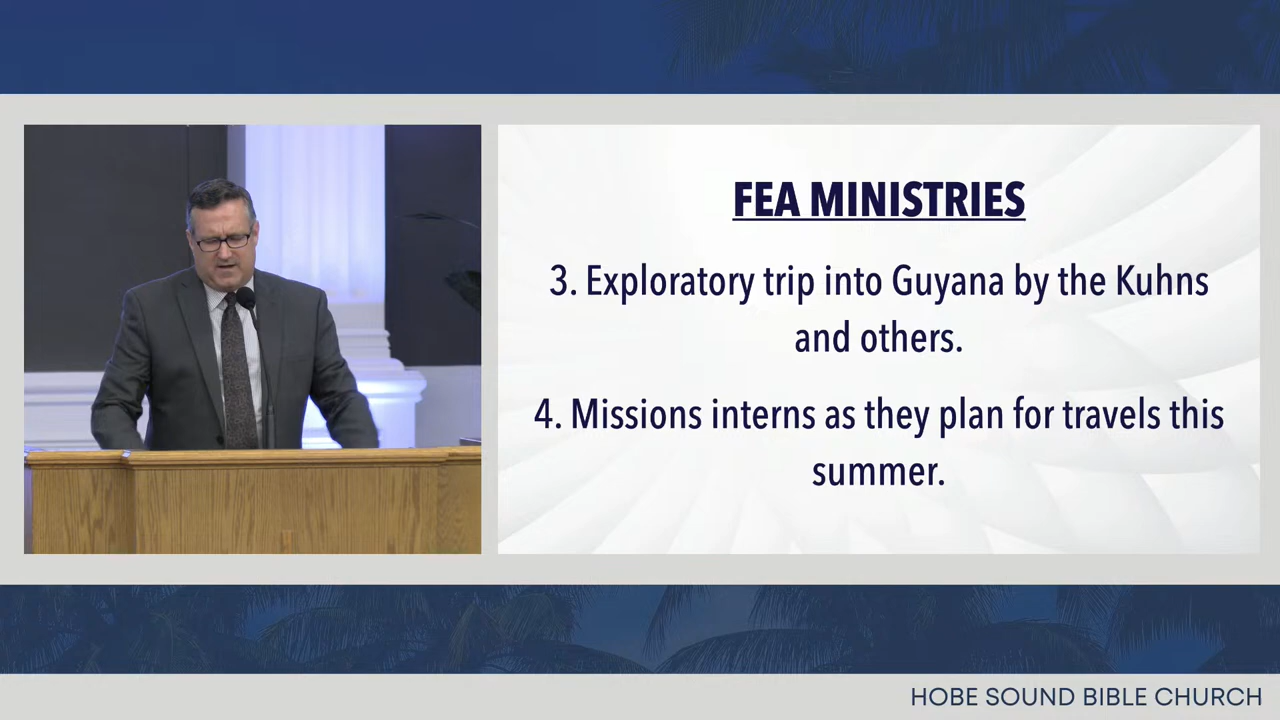 FEA MINISTRIES
3. Exploratory trip into Guyana by the Kuhns
and others.
4. Missions interns as they plan for travels this
summer.
HOBE SOUND BIBLE CHURCH